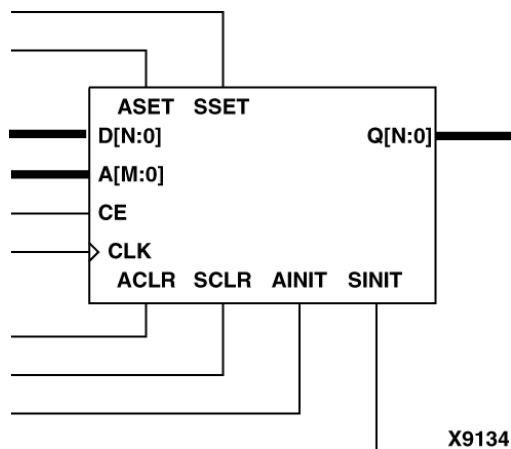 ASET SSET
D[N:0] Q[N:0]
A[M:0]
CE
CLK
ACLR SCLR AINIT SINIT
X9134